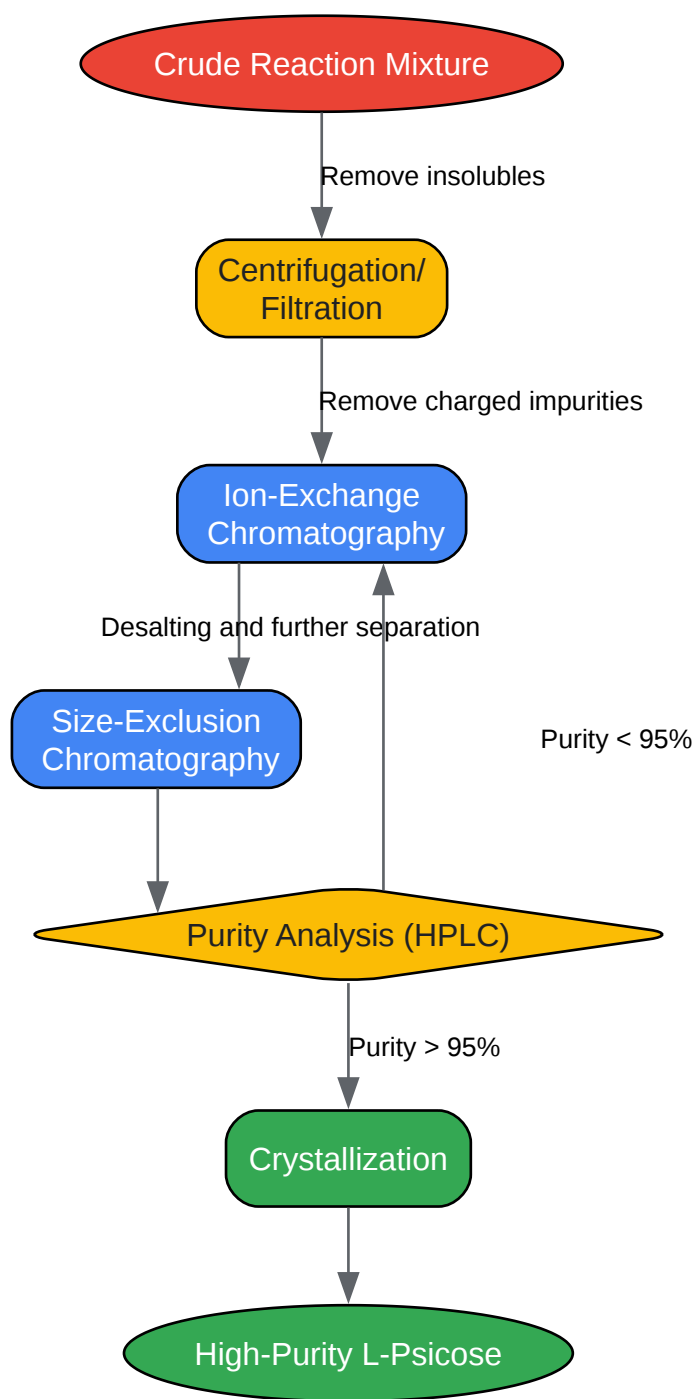 Crude Reaction Mixture
Remove insolubles
Centrifugation/
Filtration
Remove charged impurities
Ion-Exchange
Chromatography
Desalting and further separation
Size-Exclusion
Chromatography
Purity < 95%
Purity Analysis (HPLC)
Purity > 95%
Crystallization
High-Purity L-Psicose